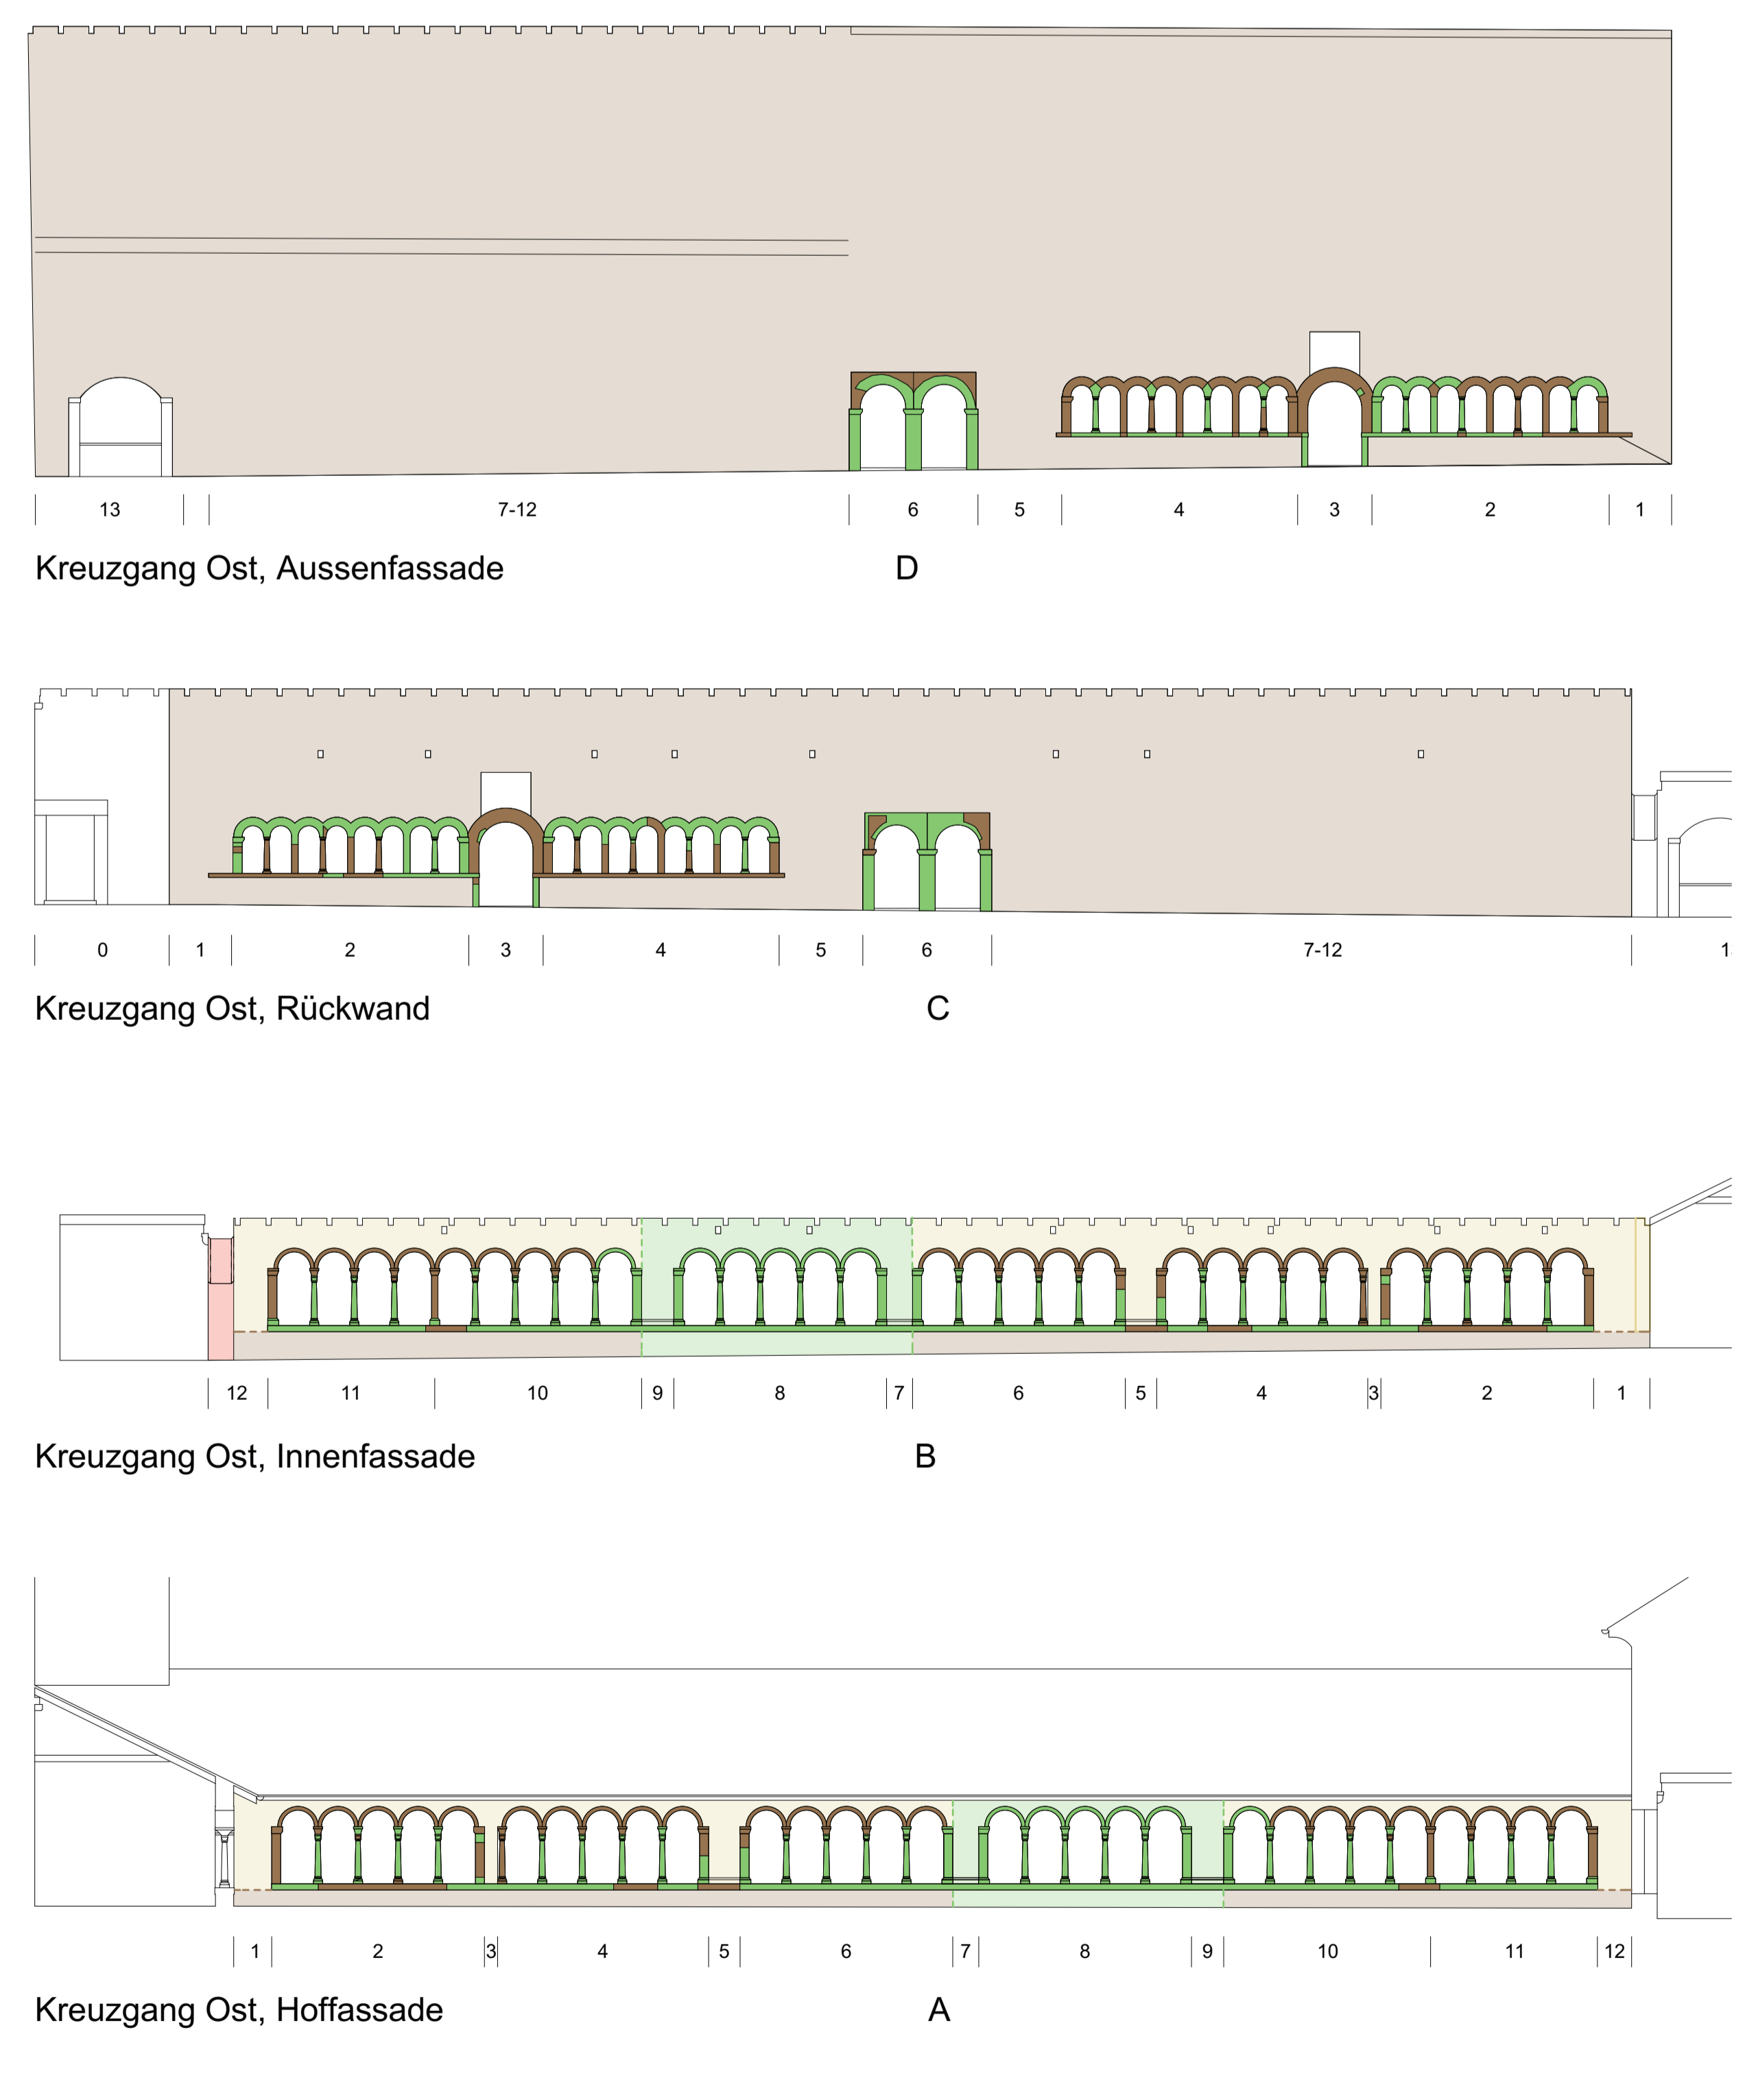 13 7-12 6 5 4 3 2 1
Kreuzgang Ost, Aussenfassade D
0 1 2 3 4 5 6 7-12 1
Kreuzgang Ost, Rückwand C
12 11 10 9 8 7 6 5 4 3 2 1
Kreuzgang Ost, Innenfassade B
1 2 3 4 5 6 7 8 9 10 11 12
Kreuzgang Ost, Hoffassade A